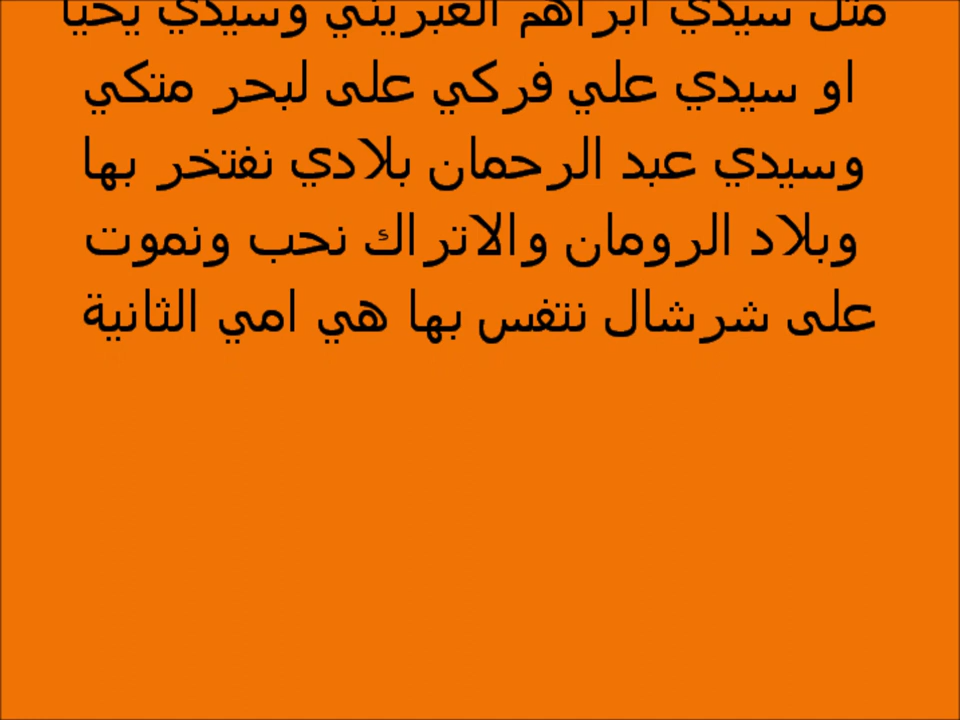 مثل سيدي ابراهم الغبريني وسيدي يحيا
او سيدي علي فركي على لبحر متكي
وسيدي عبد الرحمان بلادي نفتخر بها
وبلاد الرومان والاتراك نحب ونموت
على شرشال نتفس بها هي امي الثانية